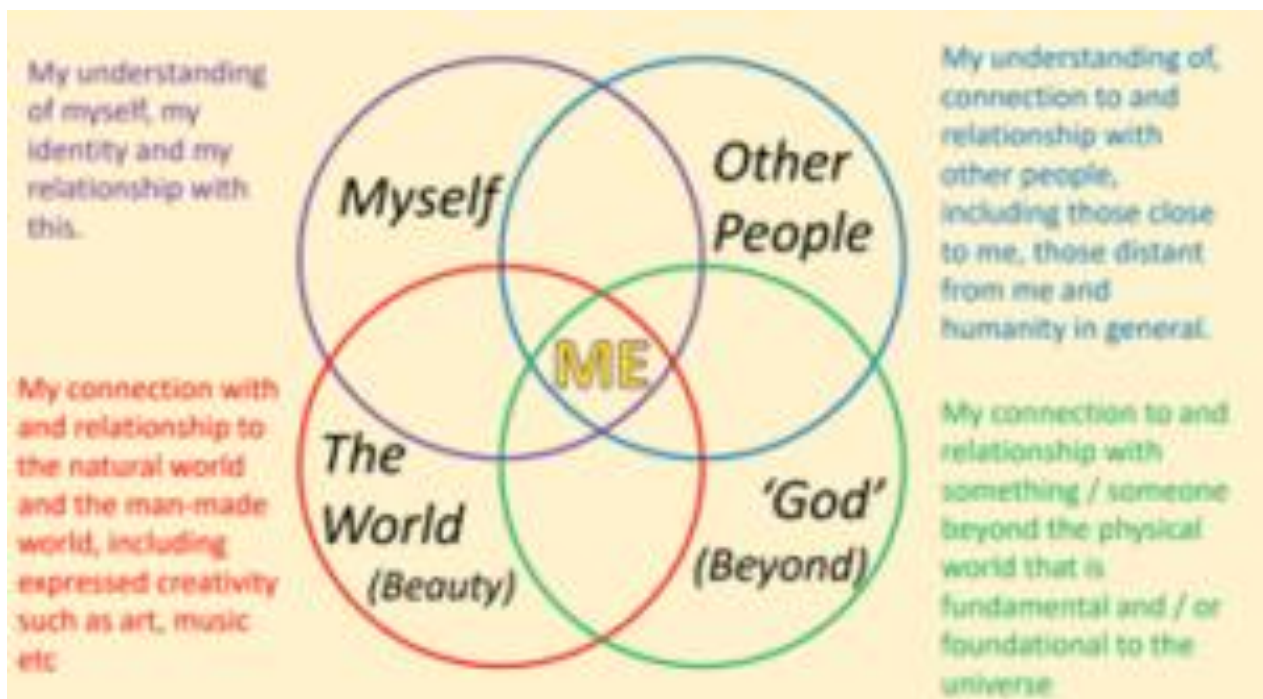 My understanding
of myself, my
identity and my
relationship with
this.
Myself
Other
People
My understanding of,
connection to and
relationship with
other people,
including those close
to me, those distant
from me and
humanity in general.
ME
My connection with
and relationship to
the natural world
and the man-made
world, including
expressed creativity
such as art, music
etc
The
World
(Beauty)
'God'
(Beyond)
My connection to and
relationship with
something / someone
beyond the physical
world that is
fundamental and / or
foundational to the
universe